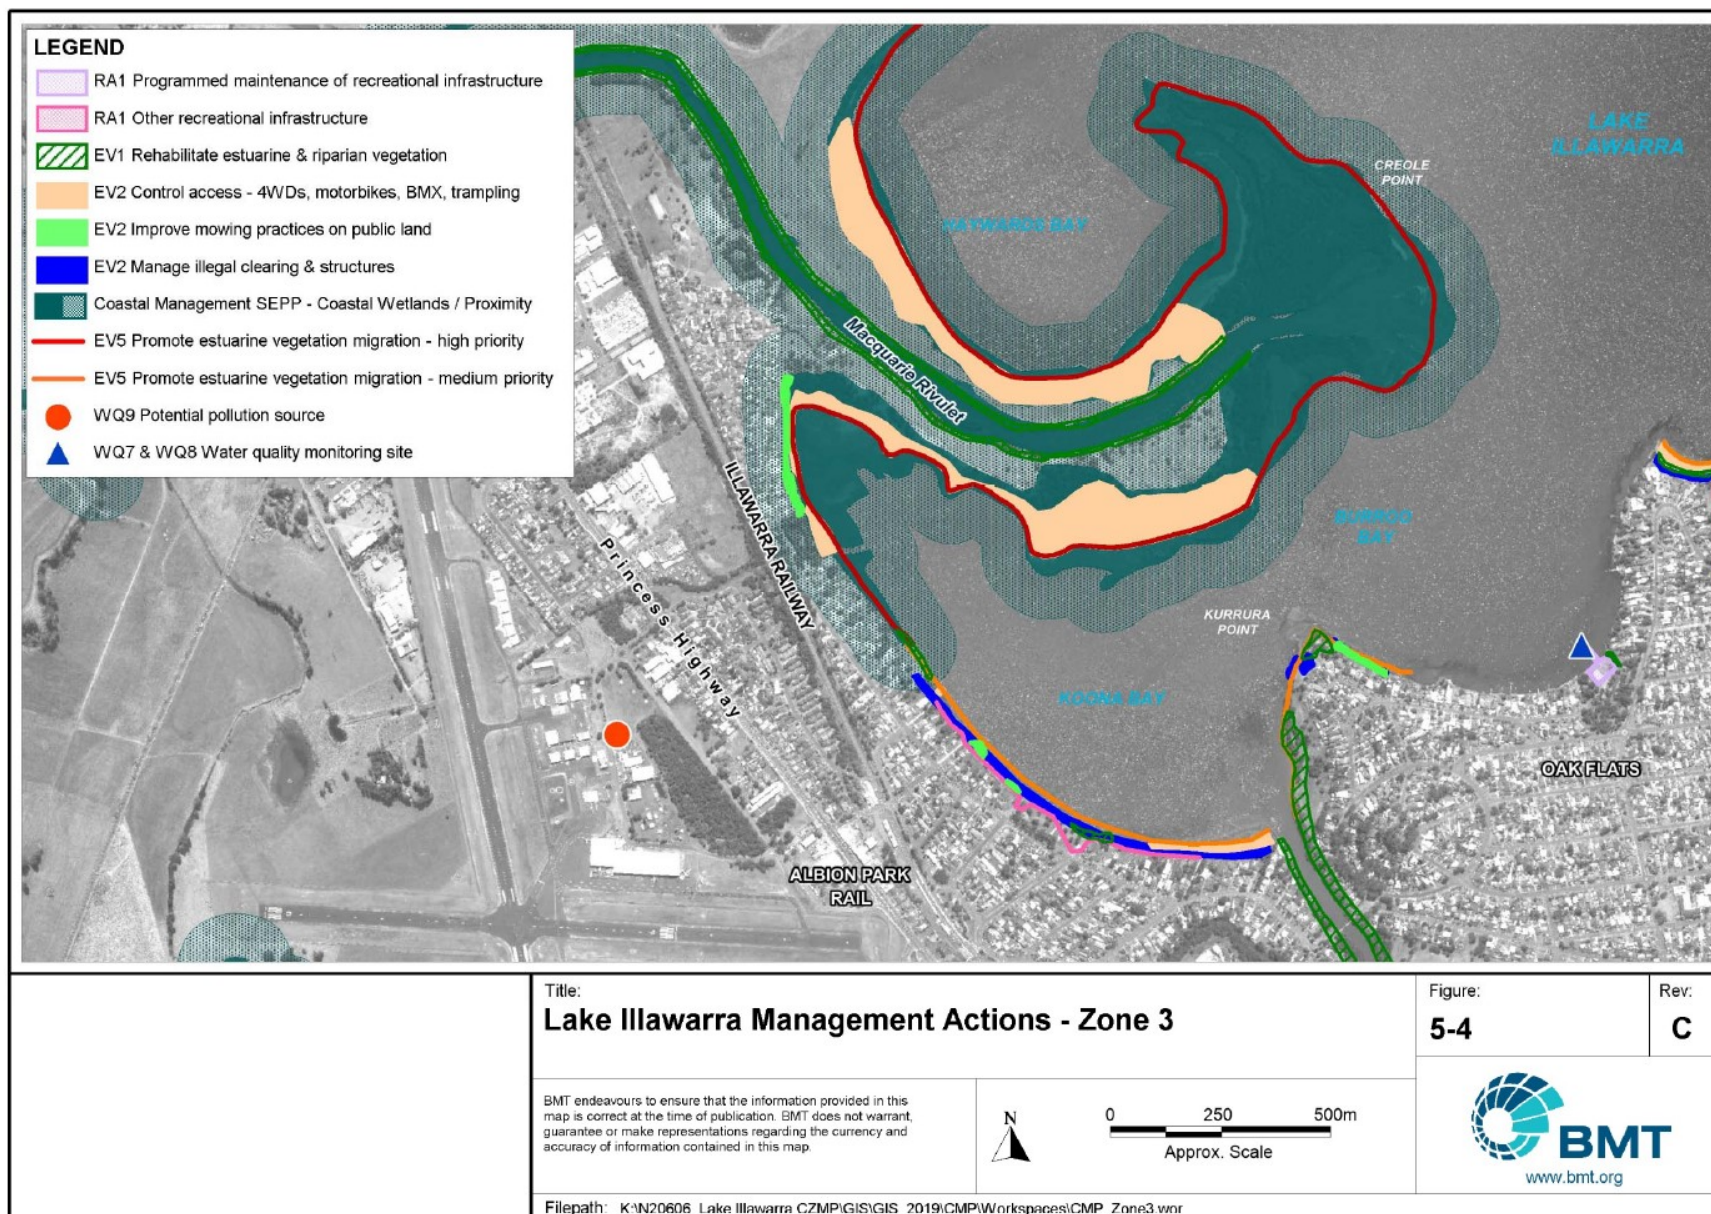 LEGEND
RA1 Programmed maintenance of recreational infrastructure
RA1 Other recreational infrastructure
EV1 Rehabilitate estuarine & riparian vegetation
EV2 Control access - 4WDs, motorbikes, BMX, trampling
EV2 Improve mowing practices on public land
EV2 Manage illegal clearing & structures
Coastal Management SEPP - Coastal Wetlands / Proximity
EV5 Promote estuarine vegetation migration - high priority
EV5 Promote estuarine vegetation migration - medium priority
WQ9 Potential pollution source
WQ7 & WQ8 Water quality monitoring site
LAKE
ILLAWARRA
CREOLE
POINT
HAYWARDS BAY
Macquarie Rivulet
ILLAWARRA RAILWAY
Princess Highway
BURROO
BAY
KURRURA
POINT
KOONA BAY
OAK FLATS
ALBION PARK
RAIL
Title:
Lake Illawarra Management Actions - Zone 3
Figure:
5-4
Rev:
C
BMT endeavours to ensure that the information provided in this
map is correct at the time of publication. BMT does not warrant,
guarantee or make representations regarding the currency and
accuracy of information contained in this map.
N
0 250 500m
Approx. Scale
BMT
www.bmt.org
Filepath: K:\N20606_Lake Illawarra CZMP\GIS\GIS_2019\CMP\Workspaces\CMP_Zone3.wor